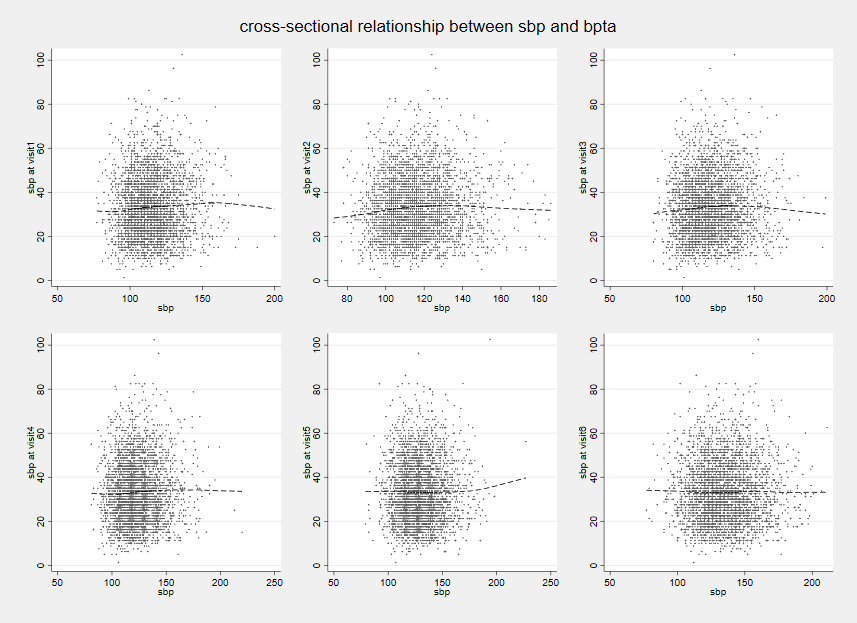 cross-sectional relationship between sbp and bpta
sbp at visit1
0 20 40 60 80 100
50 100 150 200
sbp
sbp at visit2
0 20 40 60 80 100
80 100 120 140 160 180
sbp
sbp at visit3
0 20 40 60 80 100
50 100 150 200
sbp
sbp at visit4
0 20 40 60 80 100
50 100 150 200 250
sbp
sbp at visit5
0 20 40 60 80 100
50 100 150 200 250
sbp
sbp at visit6
0 20 40 60 80 100
50 100 150 200
sbp